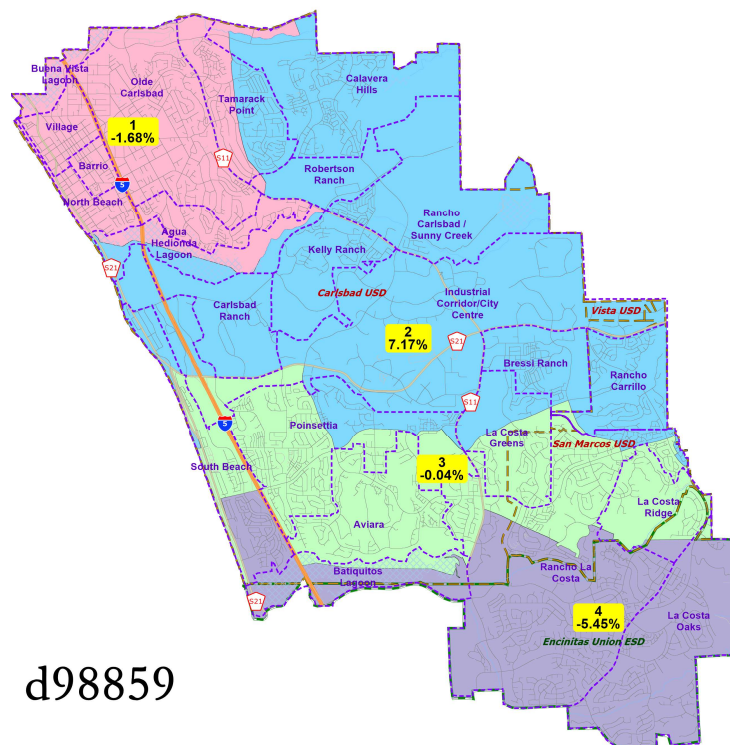 Buena Vista
Lagoon
Olde
Carlsbad
Calavera
Hills
Tamarack
Point
Village
1
-1.68%
Barrio
S11
5
Robertson
Ranch
North Beach
Rancho
Carlsbad /
Sunny Creek
Agua
Hedionda
Lagoon
Kelly Ranch
S21
Carlsbad USD
Industrial
Corridor/City
Centre
Carlsbad
Ranch
Vista USD
2
7.17%
S21
Bressi Ranch
Rancho
Carrillo
S11
5
Poinsettia
La Costa
Greens
San Marcos USD
South Beach
3
-0.04%
La Costa
Ridge
Aviara
Batiquitos
Lagoon
Rancho La
Costa
S21
4
-5.45%
La Costa
Oaks
Encinitas Union ESD
d98859